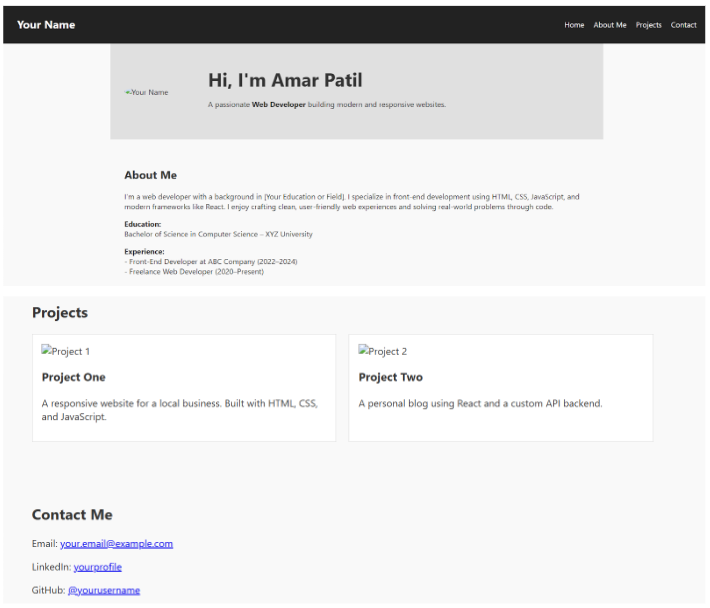 Your Name
Home About Me Projects Contact
Your Name
Hi, I'm Amar Patil
A passionate Web Developer building modern and responsive websites.
About Me
I'm a web developer with a background in [Your Education or Field]. I specialize in front-end development using HTML, CSS, JavaScript, and
modern frameworks like React. I enjoy crafting clean, user-friendly web experiences and solving real-world problems through code.
Education:
Bachelor of Science in Computer Science – XYZ University
Experience:
- Front-End Developer at ABC Company (2022–2024)
- Freelance Web Developer (2020–Present)
Projects
Project 1
Project One
A responsive website for a local business. Built with HTML, CSS,
and JavaScript.
Project 2
Project Two
A personal blog using React and a custom API backend.
Contact Me
Email: your.email@example.com
LinkedIn: yourprofile
GitHub: @yourusername